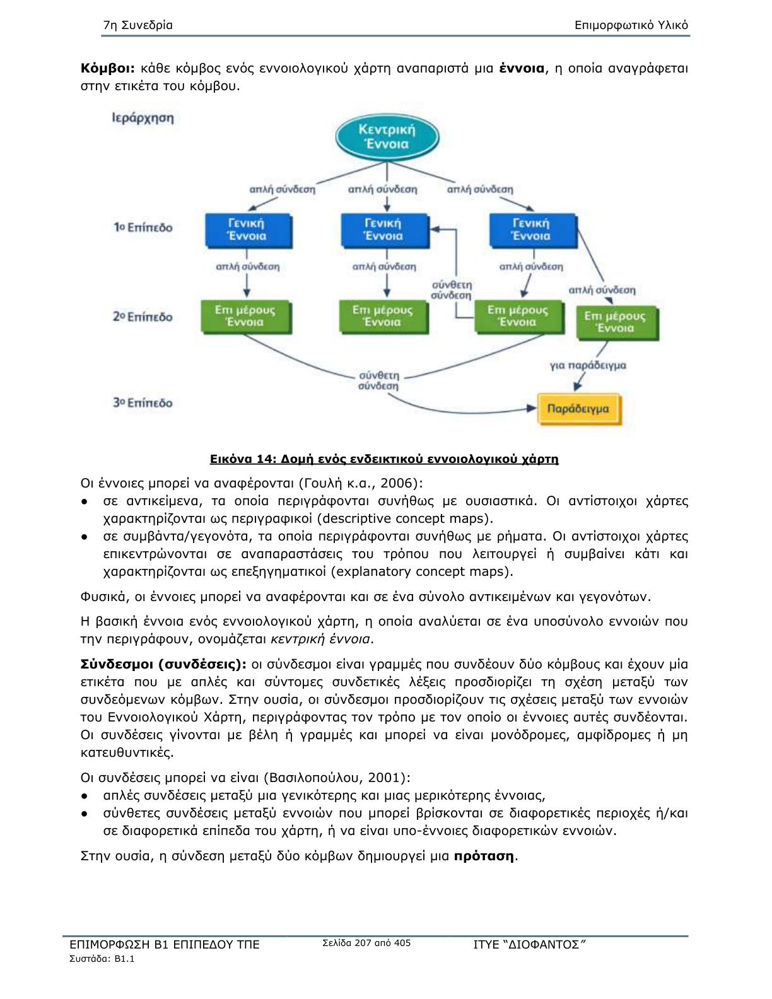 7η Συνεδρία Επιμορφωτικό Υλικό
Κόμβοι: κάθε κόμβος ενός εννοιολογικού χάρτη αναπαριστά μια έννοια, η οποία αναγράφεται
στην ετικέτα του κόμβου.
Ιεράρχηση
Κεντρική
Έννοια
απλή σύνδεση απλή σύνδεση απλή σύνδεση
1ο Επίπεδο
Γενική
Έννοια
Γενική
Έννοια
Γενική
Έννοια
απλή σύνδεση απλή σύνδεση απλή σύνδεση
σύνθετη
σύνδεση
απλή σύνδεση
2ο Επίπεδο
Επι μέρους
Έννοια
Επι μέρους
Έννοια
Επι μέρους
Έννοια
Επι μέρους
Έννοια
για παράδειγμα
σύνθετη
σύνδεση
3ο Επίπεδο
Παράδειγμα
Εικόνα 14: Δομή ενός ενδεικτικού εννοιολογικού χάρτη
Οι έννοιες μπορεί να αναφέρονται (Γουλή κ.α., 2006):
● σε αντικείμενα, τα οποία περιγράφονται συνήθως με ουσιαστικά. Οι αντίστοιχοι χάρτες
χαρακτηρίζονται ως περιγραφικοί (descriptive concept maps).
● σε συμβάντα/γεγονότα, τα οποία περιγράφονται συνήθως με ρήματα. Οι αντίστοιχοι χάρτες
επικεντρώνονται σε αναπαραστάσεις του τρόπου που λειτουργεί ή συμβαίνει κάτι και
χαρακτηρίζονται ως επεξηγηματικοί (explanatory concept maps).
Φυσικά, οι έννοιες μπορεί να αναφέρονται και σε ένα σύνολο αντικειμένων και γεγονότων.
Η βασική έννοια ενός εννοιολογικού χάρτη, η οποία αναλύεται σε ένα υποσύνολο εννοιών που
την περιγράφουν, ονομάζεται κεντρική έννοια.
Σύνδεσμοι (συνδέσεις): οι σύνδεσμοι είναι γραμμές που συνδέουν δύο κόμβους και έχουν μία
ετικέτα που με απλές και σύντομες συνδετικές λέξεις προσδιορίζει τη σχέση μεταξύ των
συνδεόμενων κόμβων. Στην ουσία, οι σύνδεσμοι προσδιορίζουν τις σχέσεις μεταξύ των εννοιών
του Εννοιολογικού Χάρτη, περιγράφοντας τον τρόπο με τον οποίο οι έννοιες αυτές συνδέονται.
Οι συνδέσεις γίνονται με βέλη ή γραμμές και μπορεί να είναι μονόδρομες, αμφίδρομες ή μη
κατευθυντικές.
Οι συνδέσεις μπορεί να είναι (Βασιλοπούλου, 2001):
● απλές συνδέσεις μεταξύ μια γενικότερης και μιας μερικότερης έννοιας,
● σύνθετες συνδέσεις μεταξύ εννοιών που μπορεί βρίσκονται σε διαφορετικές περιοχές ή/και
σε διαφορετικά επίπεδα του χάρτη, ή να είναι υπο-έννοιες διαφορετικών εννοιών.
Στην ουσία, η σύνδεση μεταξύ δύο κόμβων δημιουργεί μια πρόταση.
ΕΠΙΜΟΡΦΩΣΗ Β1 ΕΠΙΠΕΔΟΥ ΤΠΕ Σελίδα 207 από 405 ΙΤΥΕ “ΔΙΟΦΑΝΤΟΣ”
Συστάδα: Β1.1